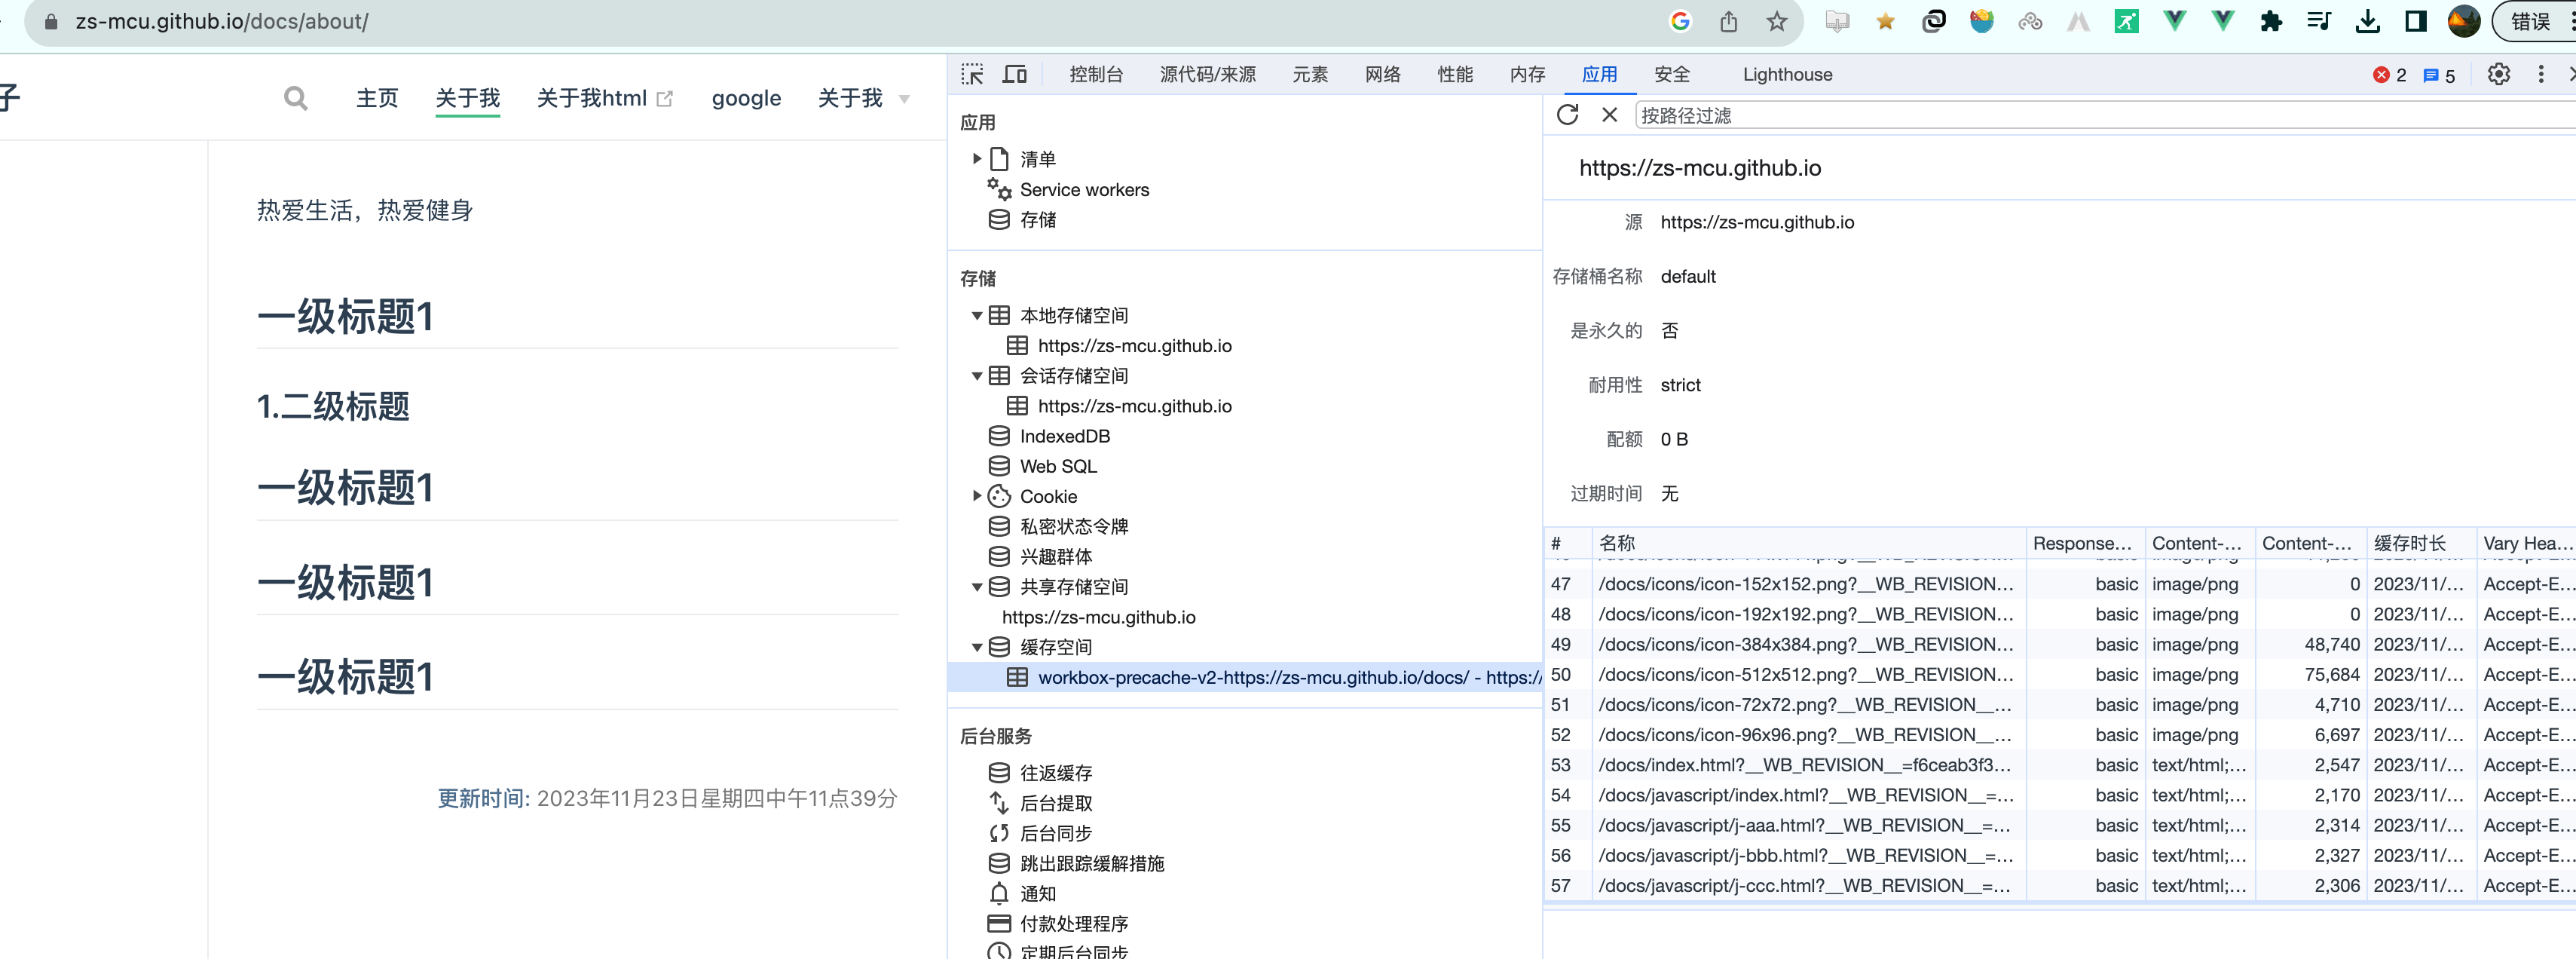 zs-mcu.github.io/docs/about/
错误
子
主页
关于我
关于我html
google
关于我
热爱生活，热爱健身
一级标题1
1.二级标题
一级标题1
一级标题1
一级标题1
更新时间: 2023年11月23日星期四中午11点39分
控制台
源代码/来源
元素
网络
性能
内存
应用
安全
Lighthouse
2
5
应用
清单
Service workers
存储
存储
本地存储空间
https://zs-mcu.github.io
会话存储空间
https://zs-mcu.github.io
IndexedDB
Web SQL
Cookie
私密状态令牌
兴趣群体
共享存储空间
https://zs-mcu.github.io
缓存空间
workbox-precache-v2-https://zs-mcu.github.io/docs/ - https:/
后台服务
往返缓存
后台提取
后台同步
跳出跟踪缓解措施
通知
付款处理程序
定期后台同步
按路径过滤
https://zs-mcu.github.io
源 https://zs-mcu.github.io
存储桶名称 default
是永久的 否
耐用性 strict
配额 0 B
过期时间 无
# 名称 Response... Content-... Content-... 缓存时长 Vary Hea...
47 /docs/icons/icon-152x152.png?__WB_REVISION... basic image/png 0 2023/11/... Accept-E...
48 /docs/icons/icon-192x192.png?__WB_REVISION... basic image/png 0 2023/11/... Accept-E...
49 /docs/icons/icon-384x384.png?__WB_REVISION... basic image/png 48,740 2023/11/... Accept-E...
50 /docs/icons/icon-512x512.png?__WB_REVISION... basic image/png 75,684 2023/11/... Accept-E...
51 /docs/icons/icon-72x72.png?__WB_REVISION__... basic image/png 4,710 2023/11/... Accept-E...
52 /docs/icons/icon-96x96.png?__WB_REVISION__... basic image/png 6,697 2023/11/... Accept-E...
53 /docs/index.html?__WB_REVISION__=f6ceab3f3... basic text/html;... 2,547 2023/11/... Accept-E...
54 /docs/javascript/index.html?__WB_REVISION__=... basic text/html;... 2,170 2023/11/... Accept-E...
55 /docs/javascript/j-aaa.html?__WB_REVISION__=... basic text/html;... 2,314 2023/11/... Accept-E...
56 /docs/javascript/j-bbb.html?__WB_REVISION__=... basic text/html;... 2,327 2023/11/... Accept-E...
57 /docs/javascript/j-ccc.html?__WB_REVISION__=... basic text/html;... 2,306 2023/11/... Accept-E...